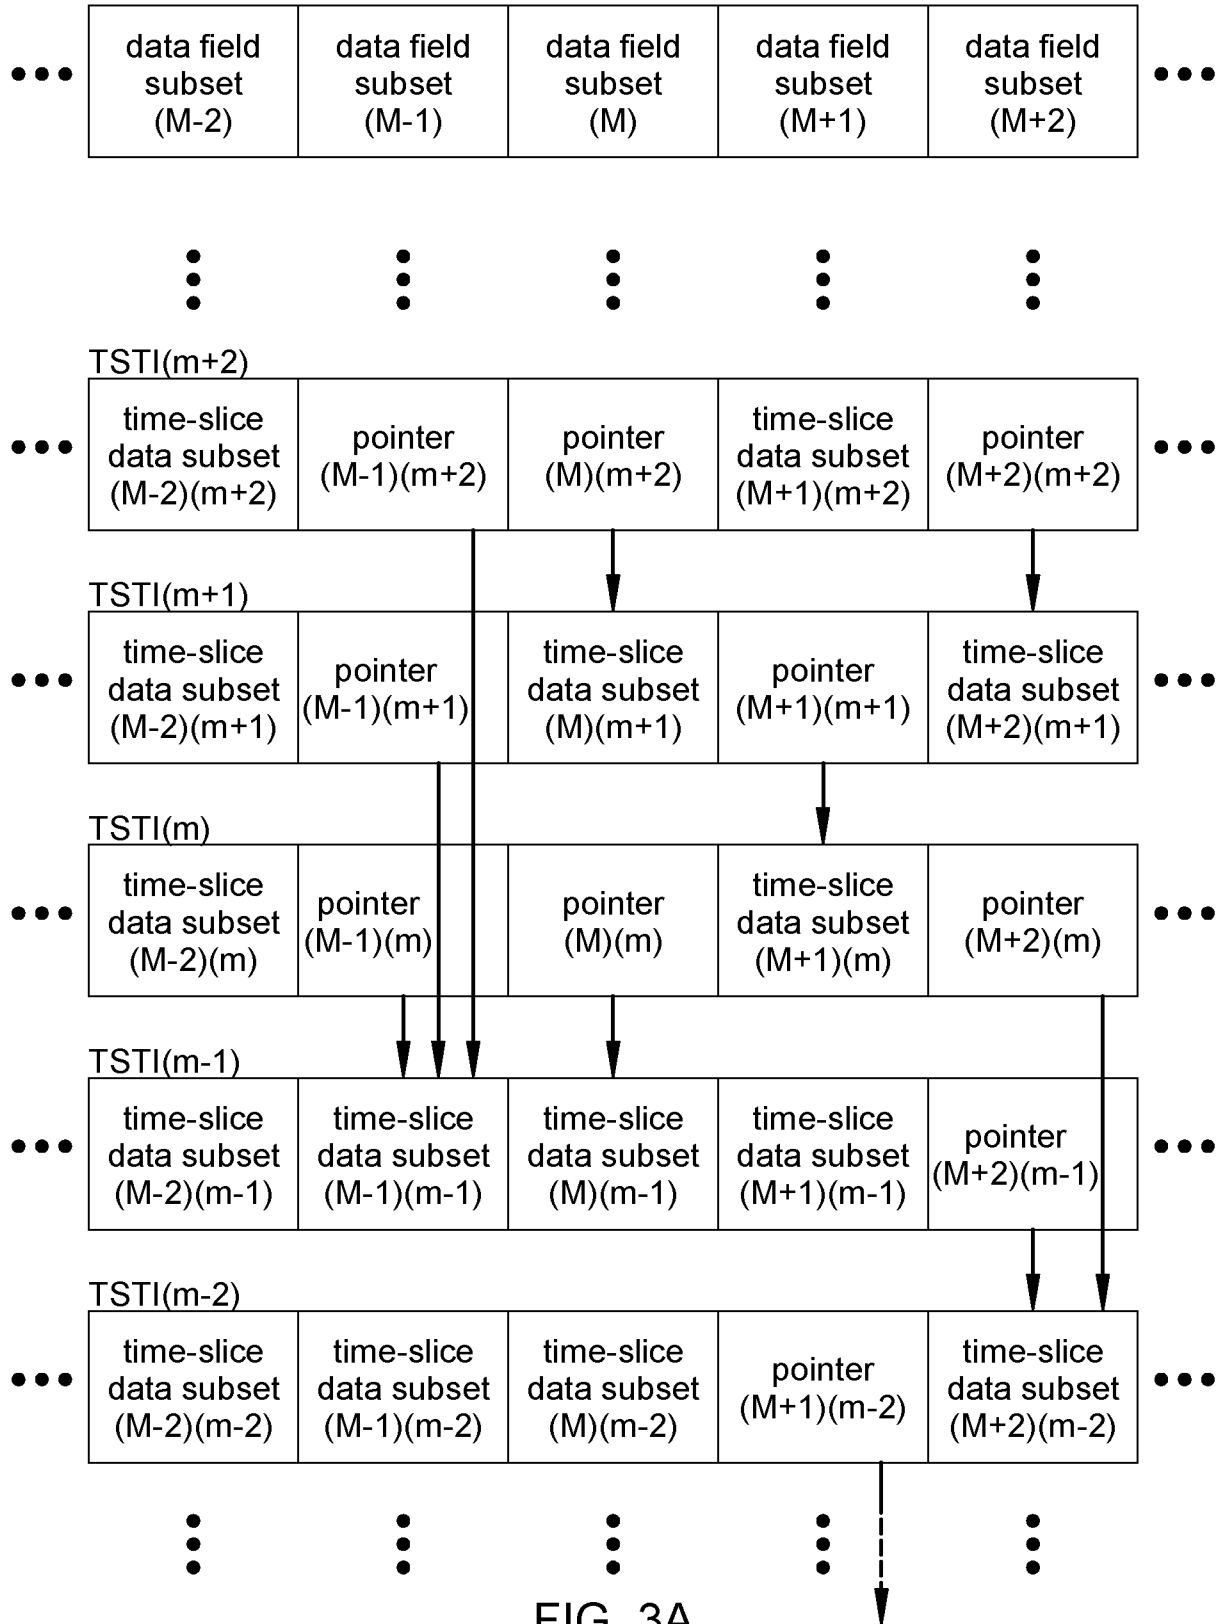 data field
subset
(M-2)
data field
subset
(M-1)
data field
subset
(M)
data field
subset
(M+1)
data field
subset
(M+2)
TSTI(m+2)
time-slice
data subset
(M-2)(m+2)
pointer
(M-1)(m+2)
pointer
(M)(m+2)
time-slice
data subset
(M+1)(m+2)
pointer
(M+2)(m+2)
TSTI(m+1)
time-slice
data subset
(M-2)(m+1)
pointer
(M-1)(m+1)
time-slice
data subset
(M)(m+1)
pointer
(M+1)(m+1)
time-slice
data subset
(M+2)(m+1)
TSTI(m)
time-slice
data subset
(M-2)(m)
pointer
(M-1)(m)
pointer
(M)(m)
time-slice
data subset
(M+1)(m)
pointer
(M+2)(m)
TSTI(m-1)
time-slice
data subset
(M-2)(m-1)
time-slice
data subset
(M-1)(m-1)
time-slice
data subset
(M)(m-1)
time-slice
data subset
(M+1)(m-1)
pointer
(M+2)(m-1)
TSTI(m-2)
time-slice
data subset
(M-2)(m-2)
time-slice
data subset
(M-1)(m-2)
time-slice
data subset
(M)(m-2)
pointer
(M+1)(m-2)
time-slice
data subset
(M+2)(m-2)
FIG. 3A